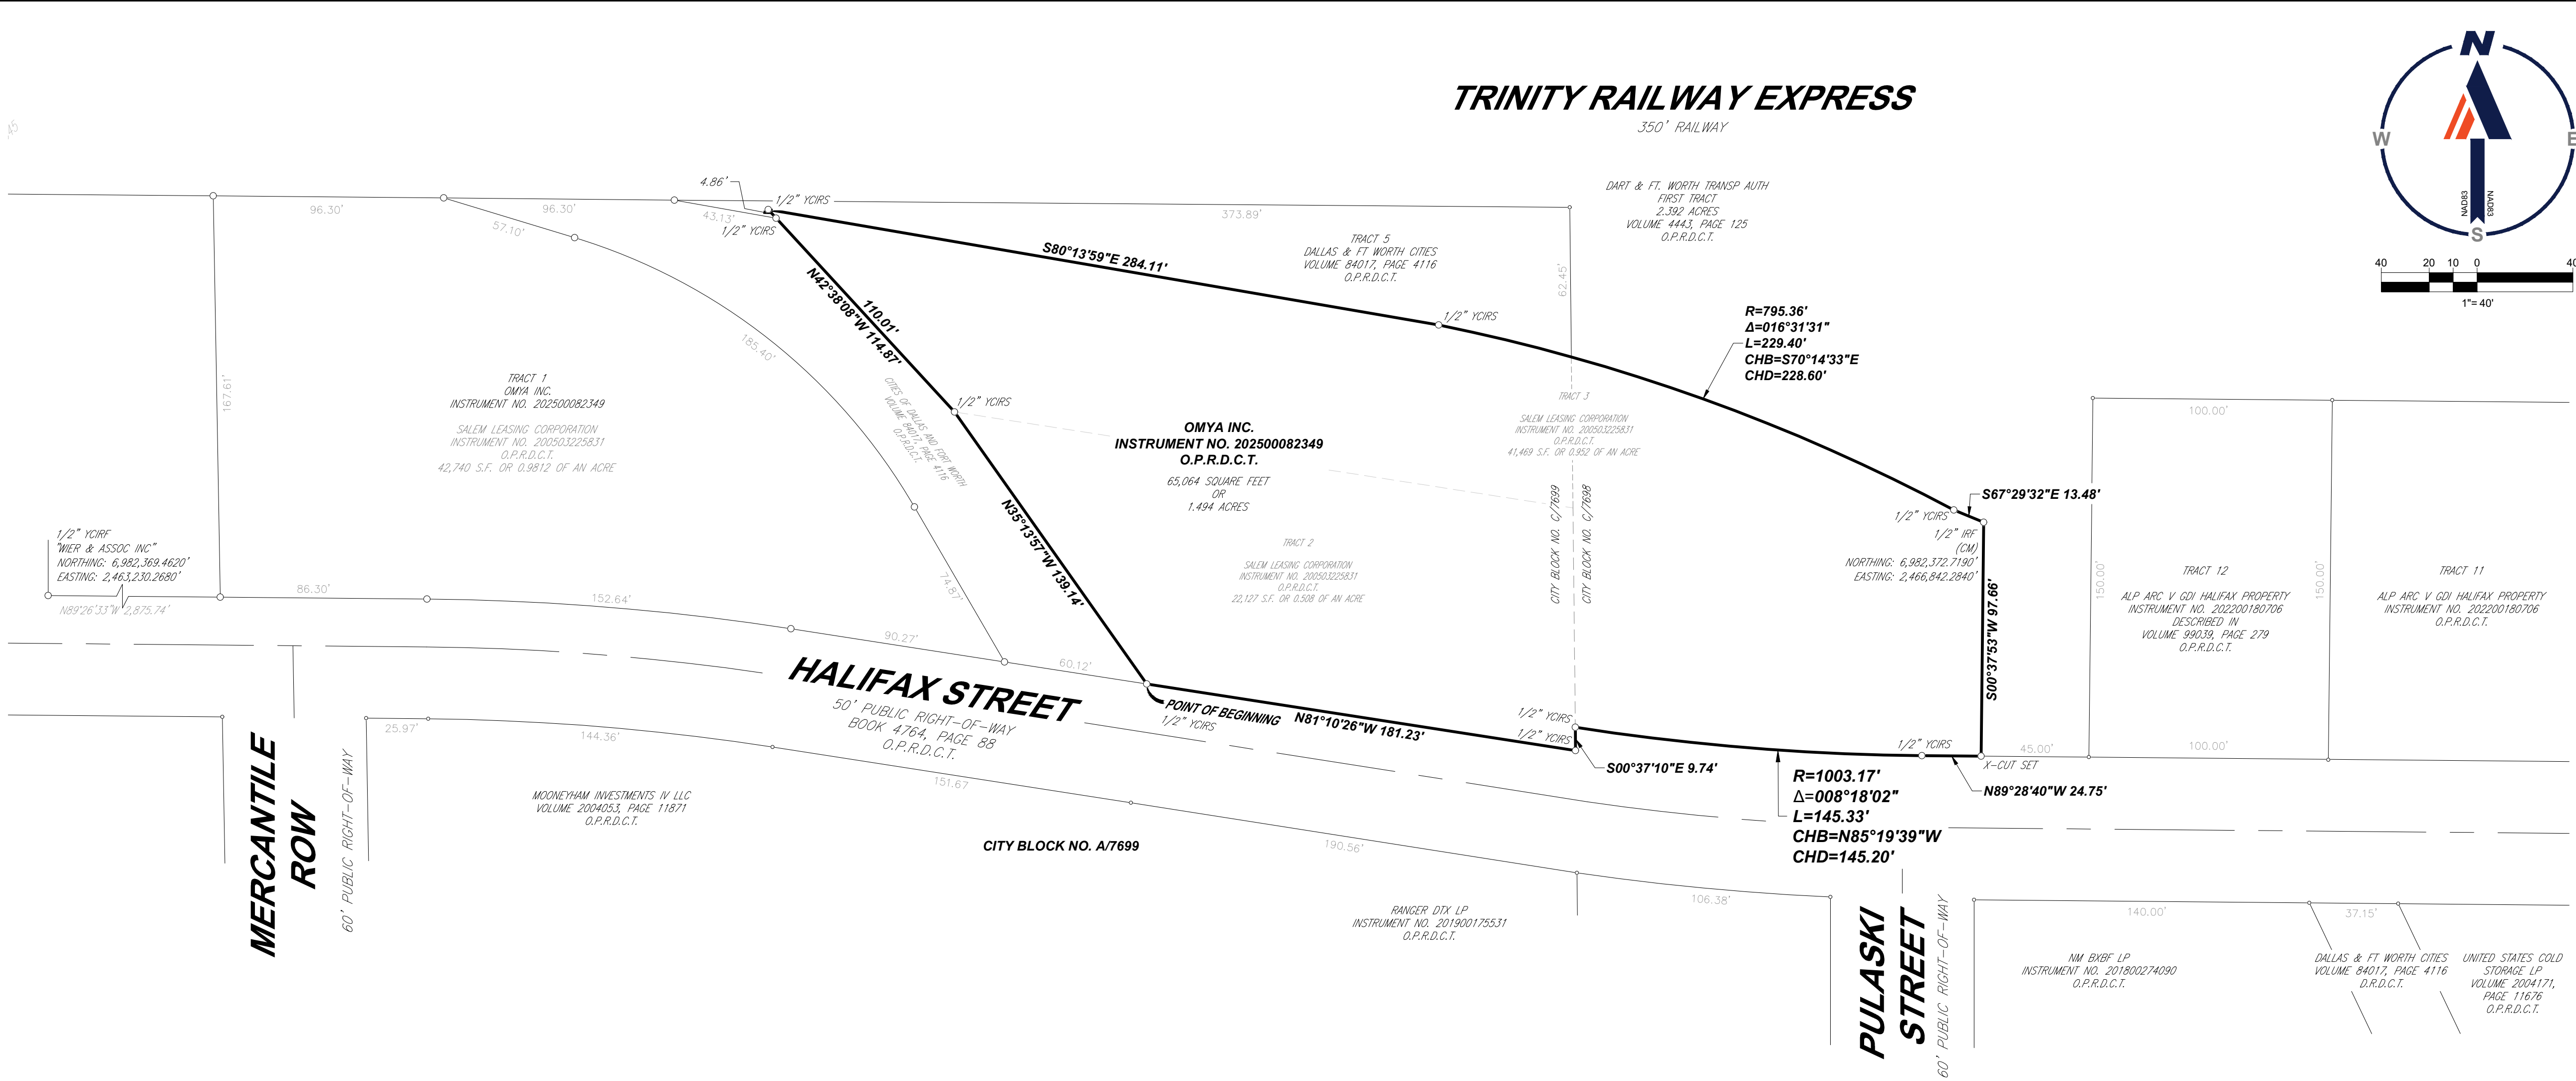 TRINITY RAILWAY EXPRESS
350' RAILWAY
N
W
E
S
NAD83
NAD83
40 20 10 0 40
1"= 40'
DART & FT. WORTH TRANSP AUTH
FIRST TRACT
2.392 ACRES
VOLUME 4443, PAGE 125
O.P.R.D.C.T.
4.86'
1/2" YCIRS
96.30'
96.30'
43.13'
1/2" YCIRS
57.10'
373.89'
62.45'
TRACT 5
DALLAS & FT WORTH CITIES
VOLUME 84017, PAGE 4116
O.P.R.D.C.T.
S80°13'59"E 284.11'
1/2" YCIRS
R=795.36'
Δ=016°31'31"
L=229.40'
CHB=S70°14'33"E
CHD=228.60'
110.01'
N42°38'08"W 114.87'
185.40'
167.61'
TRACT 1
OMYA INC.
INSTRUMENT NO. 202500082349
SALEM LEASING CORPORATION
INSTRUMENT NO. 200503225831
O.P.R.D.C.T.
42,740 S.F. OR 0.9812 OF AN ACRE
CITIES OF DALLAS AND FORT WORTH
VOLUME 84017, PAGE 4116
O.P.R.D.C.T.
1/2" YCIRS
OMYA INC.
INSTRUMENT NO. 202500082349
O.P.R.D.C.T.
65,064 SQUARE FEET
OR
1.494 ACRES
TRACT 3
SALEM LEASING CORPORATION
INSTRUMENT NO. 200503225831
O.P.R.D.C.T.
41,469 S.F. OR 0.952 OF AN ACRE
CITY BLOCK NO. C/7699
CITY BLOCK NO. C/7698
TRACT 2
SALEM LEASING CORPORATION
INSTRUMENT NO. 200503225831
O.P.R.D.C.T.
22,127 S.F. OR 0.508 OF AN ACRE
N35°13'57"W 139.14'
S67°29'32"E 13.48'
1/2" YCIRS
1/2" IRF
(CM)
NORTHING: 6,982,372.7190'
EASTING: 2,466,842.2840'
S00°37'53"W 97.66'
100.00'
150.00'
150.00'
TRACT 12
ALP ARC V GDI HALIFAX PROPERTY
INSTRUMENT NO. 202200180706
DESCRIBED IN
VOLUME 99039, PAGE 279
O.P.R.D.C.T.
TRACT 11
ALP ARC V GDI HALIFAX PROPERTY
INSTRUMENT NO. 202200180706
O.P.R.D.C.T.
1/2" YCIRF
"WIER & ASSOC INC"
NORTHING: 6,982,369.4620'
EASTING: 2,463,230.2680'
N89°26'33"W 2,875.74'
86.30'
152.64'
90.27'
74.87'
60.12'
HALIFAX STREET
50' PUBLIC RIGHT-OF-WAY
BOOK 4764, PAGE 88
O.P.R.D.C.T.
POINT OF BEGINNING
1/2" YCIRS
N81°10'26"W 181.23'
1/2" YCIRS
1/2" YCIRS
S00°37'10"E 9.74'
1/2" YCIRS
X-CUT SET
45.00'
100.00'
N89°28'40"W 24.75'
R=1003.17'
Δ=008°18'02"
L=145.33'
CHB=N85°19'39"W
CHD=145.20'
MERCANTILE
ROW
60' PUBLIC RIGHT-OF-WAY
25.97'
144.36'
151.67
190.56'
106.38'
MOONEYHAM INVESTMENTS IV LLC
VOLUME 2004053, PAGE 11871
O.P.R.D.C.T.
CITY BLOCK NO. A/7699
RANGER DTX LP
INSTRUMENT NO. 201900175531
O.P.R.D.C.T.
PULASKI
STREET
60' PUBLIC RIGHT-OF-WAY
140.00'
37.15'
NM BXBF LP
INSTRUMENT NO. 201800274090
O.P.R.D.C.T.
DALLAS & FT WORTH CITIES
VOLUME 84017, PAGE 4116
D.R.D.C.T.
UNITED STATES COLD
STORAGE LP
VOLUME 2004171,
PAGE 11676
O.P.R.D.C.T.